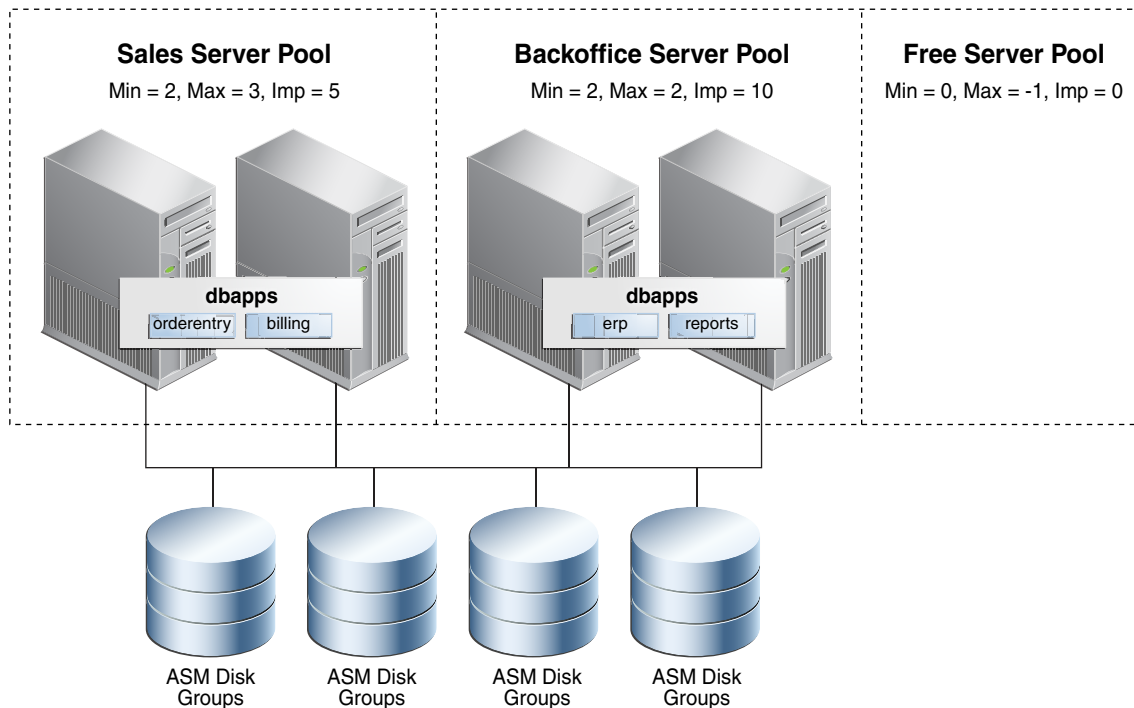 Sales Server Pool
Min = 2, Max = 3, Imp = 5
Backoffice Server Pool
Min = 2, Max = 2, Imp = 10
Free Server Pool
Min = 0, Max = -1, Imp = 0
dbapps
orderentry
billing
dbapps
erp
reports
ASM Disk
Groups
ASM Disk
Groups
ASM Disk
Groups
ASM Disk
Groups